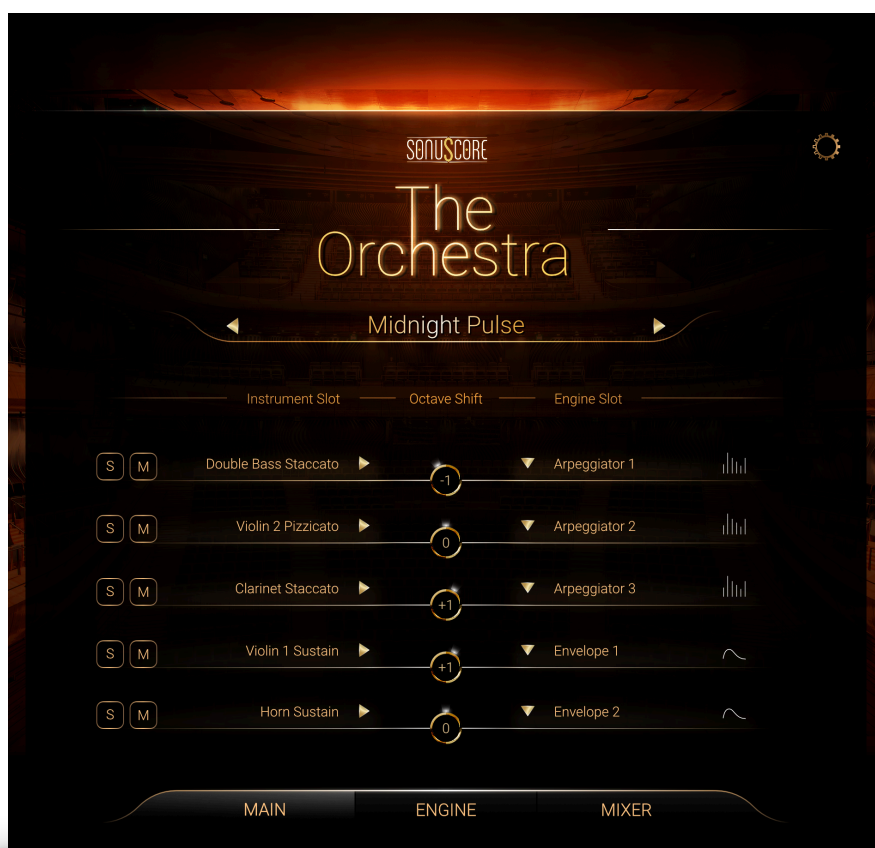 SONUSCORE
The
Orchestra
Midnight Pulse
Instrument Slot Octave Shift Engine Slot
S M Double Bass Staccato -1 Arpeggiator 1
S M Violin 2 Pizzicato 0 Arpeggiator 2
S M Clarinet Staccato +1 Arpeggiator 3
S M Violin 1 Sustain +1 Envelope 1
S M Horn Sustain 0 Envelope 2
MAIN ENGINE MIXER